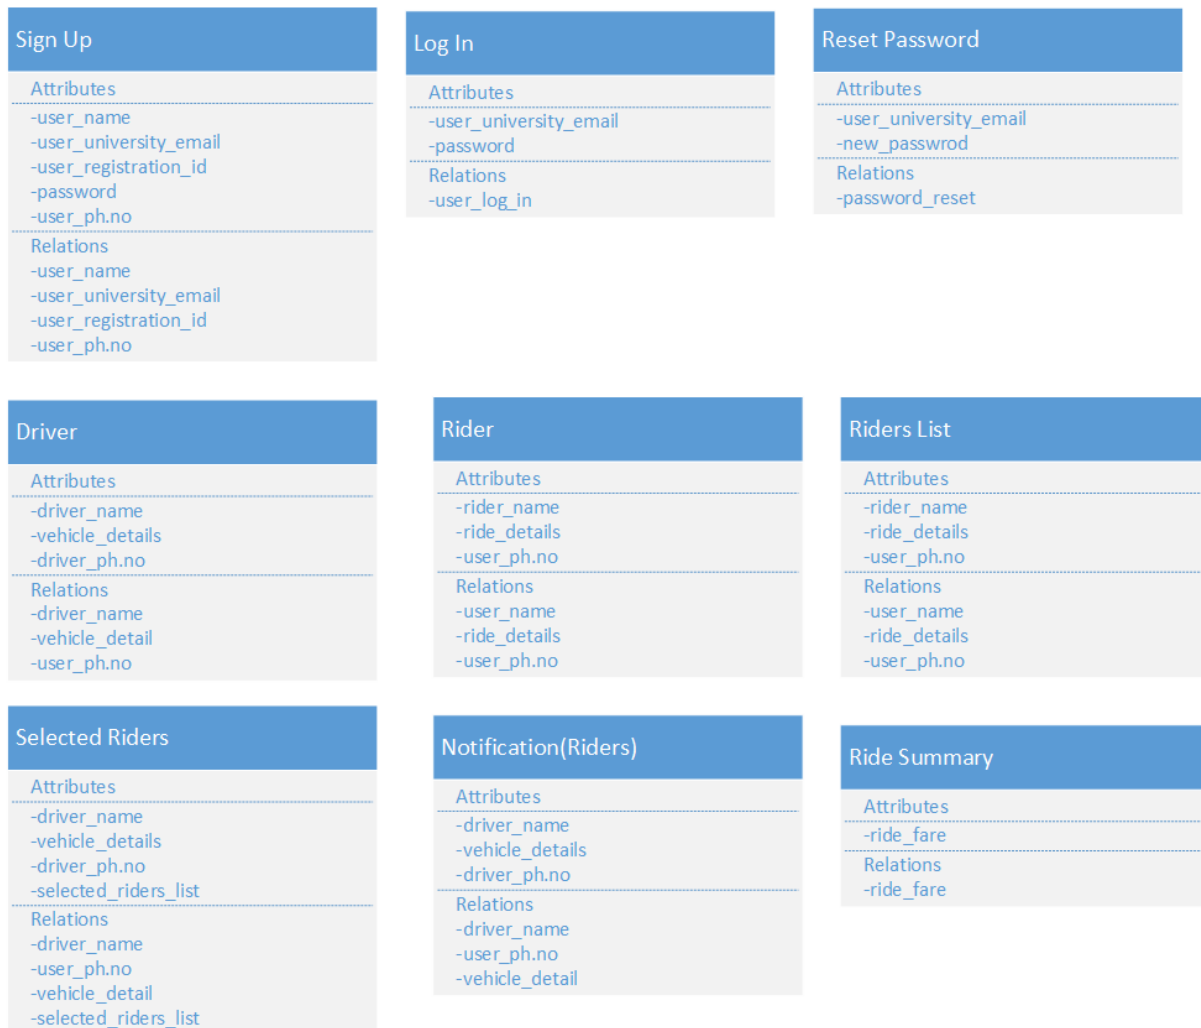 Sign Up
Attributes
-user_name
-user_university_email
-user_registration_id
-password
-user_ph.no
Relations
-user_name
-user_university_email
-user_registration_id
-user_ph.no
Log In
Attributes
-user_university_email
-password
Relations
-user_log_in
Reset Password
Attributes
-user_university_email
-new_passwrod
Relations
-password_reset
Driver
Attributes
-driver_name
-vehicle_details
-driver_ph.no
Relations
-driver_name
-vehicle_detail
-user_ph.no
Rider
Attributes
-rider_name
-ride_details
-user_ph.no
Relations
-user_name
-ride_details
-user_ph.no
Riders List
Attributes
-rider_name
-ride_details
-user_ph.no
Relations
-user_name
-ride_details
-user_ph.no
Selected Riders
Attributes
-driver_name
-vehicle_details
-driver_ph.no
-selected_riders_list
Relations
-driver_name
-user_ph.no
-vehicle_detail
-selected_riders_list
Notification(Riders)
Attributes
-driver_name
-vehicle_details
-driver_ph.no
Relations
-driver_name
-user_ph.no
-vehicle_detail
Ride Summary
Attributes
-ride_fare
Relations
-ride_fare